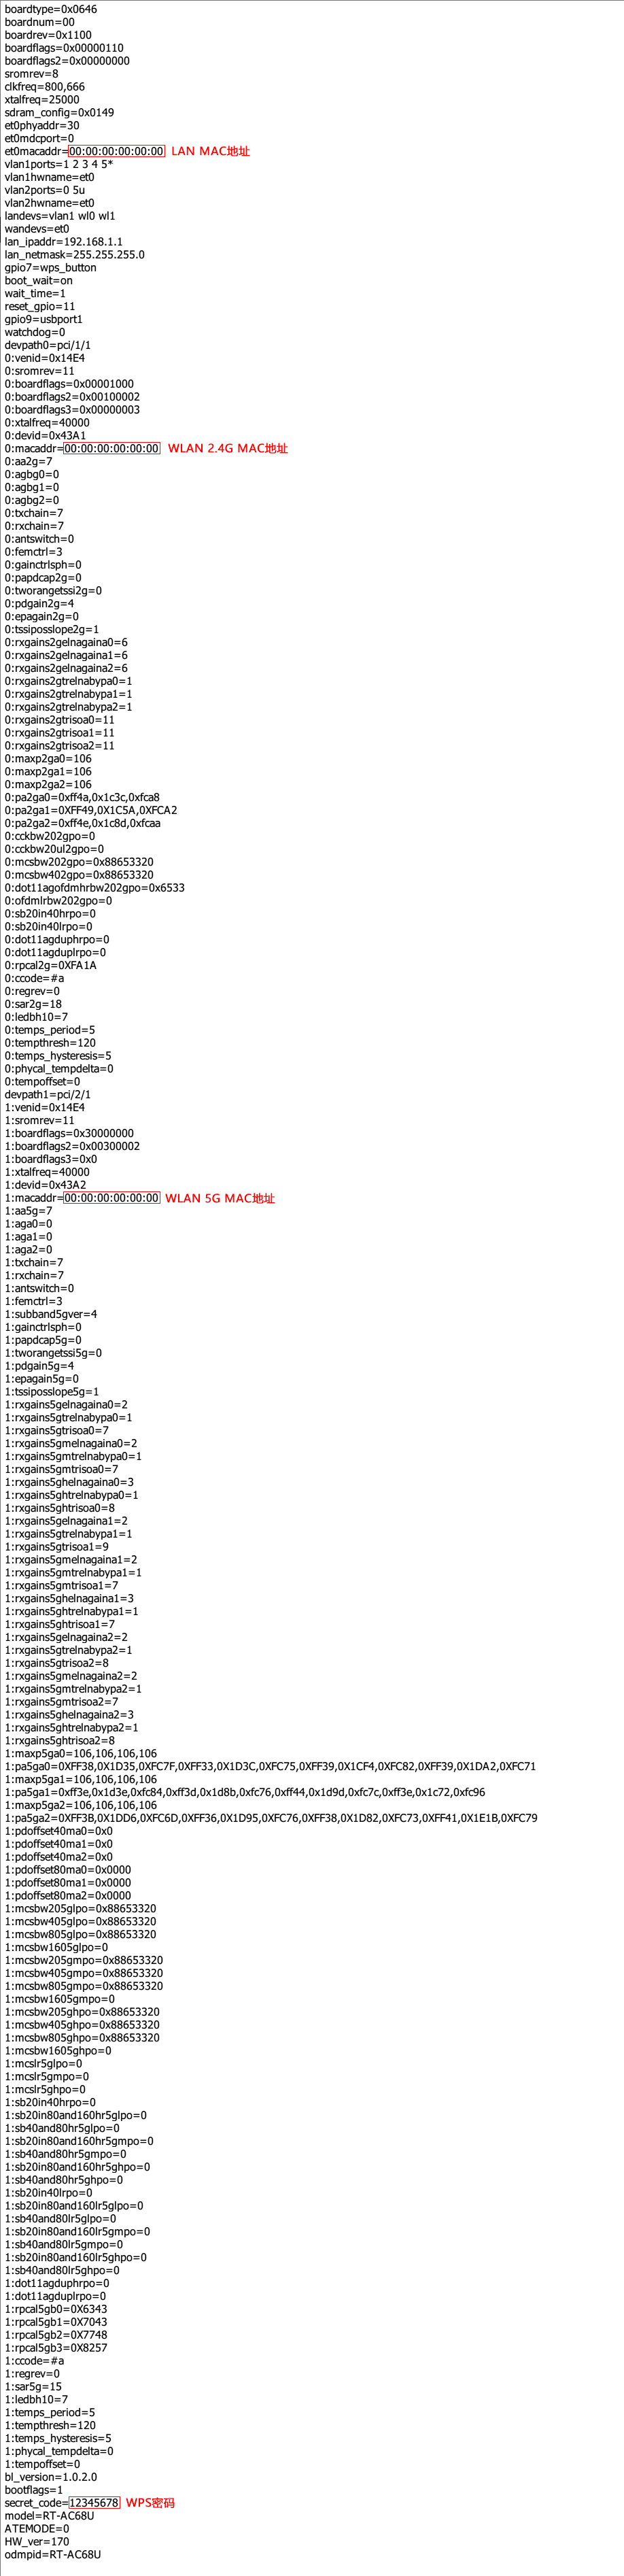 boardtype=0x0646
boardnum=00
boardrev=0x1100
boardflags=0x00000110
boardflags2=0x00000000
sromrev=8
clkfreq=800,666
xtalfreq=25000
sdram_config=0x0149
et0phyaddr=30
et0mdcport=0
et0macaddr=00:00:00:00:00:00 LAN MAC地址
vlan1ports=1 2 3 4 5*
vlan1hwname=et0
vlan2ports=0 5u
vlan2hwname=et0
landevs=vlan1 wl0 wl1
wandevs=et0
lan_ipaddr=192.168.1.1
lan_netmask=255.255.255.0
gpio7=wps_button
boot_wait=on
wait_time=1
reset_gpio=11
gpio9=usbport1
watchdog=0
devpath0=pci/1/1
0:venid=0x14E4
0:sromrev=11
0:boardflags=0x00001000
0:boardflags2=0x00100002
0:boardflags3=0x00000003
0:xtalfreq=40000
0:devid=0x43A1
0:macaddr=00:00:00:00:00:00 WLAN 2.4G MAC地址
0:aa2g=7
0:agbg0=0
0:agbg1=0
0:agbg2=0
0:txchain=7
0:rxchain=7
0:antswitch=0
0:femctrl=3
0:gainctrlsph=0
0:papdcap2g=0
0:tworangetssi2g=0
0:pdgain2g=4
0:epagain2g=0
0:tssiposslope2g=1
0:rxgains2gelnagaina0=6
0:rxgains2gelnagaina1=6
0:rxgains2gelnagaina2=6
0:rxgains2gtrelnabypa0=1
0:rxgains2gtrelnabypa1=1
0:rxgains2gtrelnabypa2=1
0:rxgains2gtrisoa0=11
0:rxgains2gtrisoa1=11
0:rxgains2gtrisoa2=11
0:maxp2ga0=106
0:maxp2ga1=106
0:maxp2ga2=106
0:pa2ga0=0xff4a,0x1c3c,0xfca8
0:pa2ga1=0XFF49,0X1C5A,0XFCA2
0:pa2ga2=0xff4e,0x1c8d,0xfcaa
0:cckbw202gpo=0
0:cckbw20ul2gpo=0
0:mcsbw202gpo=0x88653320
0:mcsbw402gpo=0x88653320
0:dot11agofdmhrbw202gpo=0x6533
0:ofdmlrbw202gpo=0
0:sb20in40hrpo=0
0:sb20in40lrpo=0
0:dot11agduphrpo=0
0:dot11agduplrpo=0
0:rpcal2g=0XFA1A
0:ccode=#a
0:regrev=0
0:sar2g=18
0:ledbh10=7
0:temps_period=5
0:tempthresh=120
0:temps_hysteresis=5
0:phycal_tempdelta=0
0:tempoffset=0
devpath1=pci/2/1
1:venid=0x14E4
1:sromrev=11
1:boardflags=0x30000000
1:boardflags2=0x00300002
1:boardflags3=0x0
1:xtalfreq=40000
1:devid=0x43A2
1:macaddr=00:00:00:00:00:00 WLAN 5G MAC地址
1:aa5g=7
1:aga0=0
1:aga1=0
1:aga2=0
1:txchain=7
1:rxchain=7
1:antswitch=0
1:femctrl=3
1:subband5gver=4
1:gainctrlsph=0
1:papdcap5g=0
1:tworangetssi5g=0
1:pdgain5g=4
1:epagain5g=0
1:tssiposslope5g=1
1:rxgains5gelnagaina0=2
1:rxgains5gtrelnabypa0=1
1:rxgains5gtrisoa0=7
1:rxgains5gmelnagaina0=2
1:rxgains5gmtrelnabypa0=1
1:rxgains5gmtrisoa0=7
1:rxgains5ghelnagaina0=3
1:rxgains5ghtrelnabypa0=1
1:rxgains5ghtrisoa0=8
1:rxgains5gelnagaina1=2
1:rxgains5gtrelnabypa1=1
1:rxgains5gtrisoa1=9
1:rxgains5gmelnagaina1=2
1:rxgains5gmtrelnabypa1=1
1:rxgains5gmtrisoa1=7
1:rxgains5ghelnagaina1=3
1:rxgains5ghtrelnabypa1=1
1:rxgains5ghtrisoa1=7
1:rxgains5gelnagaina2=2
1:rxgains5gtrelnabypa2=1
1:rxgains5gtrisoa2=8
1:rxgains5gmelnagaina2=2
1:rxgains5gmtrelnabypa2=1
1:rxgains5gmtrisoa2=7
1:rxgains5ghelnagaina2=3
1:rxgains5ghtrelnabypa2=1
1:rxgains5ghtrisoa2=8
1:maxp5ga0=106,106,106,106
1:pa5ga0=0XFF38,0X1D35,0XFC7F,0XFF33,0X1D3C,0XFC75,0XFF39,0X1CF4,0XFC82,0XFF39,0X1DA2,0XFC71
1:maxp5ga1=106,106,106,106
1:pa5ga1=0xff3e,0x1d3e,0xfc84,0xff3d,0x1d8b,0xfc76,0xff44,0x1d9d,0xfc7c,0xff3e,0x1c72,0xfc96
1:maxp5ga2=106,106,106,106
1:pa5ga2=0XFF3B,0X1DD6,0XFC6D,0XFF36,0X1D95,0XFC76,0XFF38,0X1D82,0XFC73,0XFF41,0X1E1B,0XFC79
1:pdoffset40ma0=0x0
1:pdoffset40ma1=0x0
1:pdoffset40ma2=0x0
1:pdoffset80ma0=0x0000
1:pdoffset80ma1=0x0000
1:pdoffset80ma2=0x0000
1:mcsbw205glpo=0x88653320
1:mcsbw405glpo=0x88653320
1:mcsbw805glpo=0x88653320
1:mcsbw1605glpo=0
1:mcsbw205gmpo=0x88653320
1:mcsbw405gmpo=0x88653320
1:mcsbw805gmpo=0x88653320
1:mcsbw1605gmpo=0
1:mcsbw205ghpo=0x88653320
1:mcsbw405ghpo=0x88653320
1:mcsbw805ghpo=0x88653320
1:mcsbw1605ghpo=0
1:mcslr5glpo=0
1:mcslr5gmpo=0
1:mcslr5ghpo=0
1:sb20in40hrpo=0
1:sb20in80and160hr5glpo=0
1:sb40and80hr5glpo=0
1:sb20in80and160hr5gmpo=0
1:sb40and80hr5gmpo=0
1:sb20in80and160hr5ghpo=0
1:sb40and80hr5ghpo=0
1:sb20in40lrpo=0
1:sb20in80and160lr5glpo=0
1:sb40and80lr5glpo=0
1:sb20in80and160lr5gmpo=0
1:sb40and80lr5gmpo=0
1:sb20in80and160lr5ghpo=0
1:sb40and80lr5ghpo=0
1:dot11agduphrpo=0
1:dot11agduplrpo=0
1:rpcal5gb0=0X6343
1:rpcal5gb1=0X7043
1:rpcal5gb2=0X7748
1:rpcal5gb3=0X8257
1:ccode=#a
1:regrev=0
1:sar5g=15
1:ledbh10=7
1:temps_period=5
1:tempthresh=120
1:temps_hysteresis=5
1:phycal_tempdelta=0
1:tempoffset=0
bl_version=1.0.2.0
bootflags=1
secret_code=12345678 WPS密码
model=RT-AC68U
ATEMODE=0
HW_ver=170
odmpid=RT-AC68U